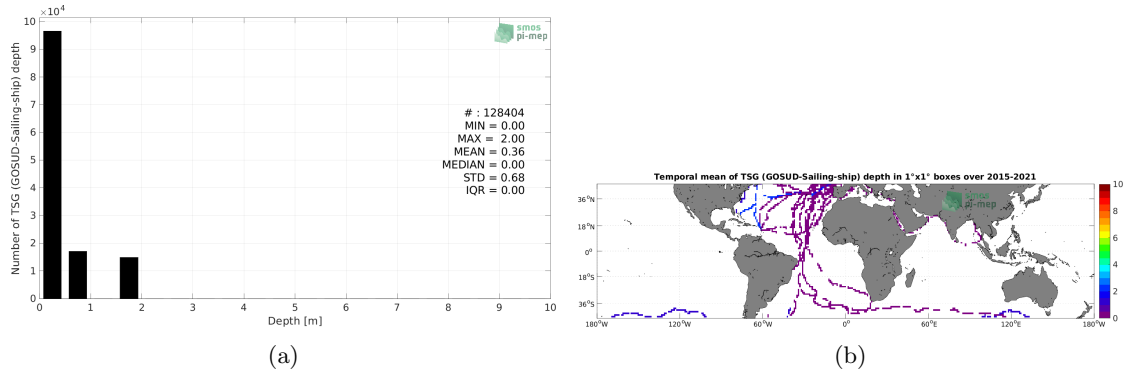 ×10⁴
10
9
8
7
6
5
4
3
2
1
0
Number of TSG (GOSUD-Sailing-ship) depth
0 1 2 3 4 5 6 7 8 9 10
Depth [m]
smos
pi-mep
# : 128404
MIN = 0.00
MAX = 2.00
MEAN = 0.36
MEDIAN = 0.00
STD = 0.68
IQR = 0.00
(a)
Temporal mean of TSG (GOSUD-Sailing-ship) depth in 1°x1° boxes over 2015-2021
smos
pi-mep
36°N
18°N
0°
18°S
36°S
180°W 120°W 60°W 0° 60°E 120°E 180°W
10
8
6
4
2
0
(b)